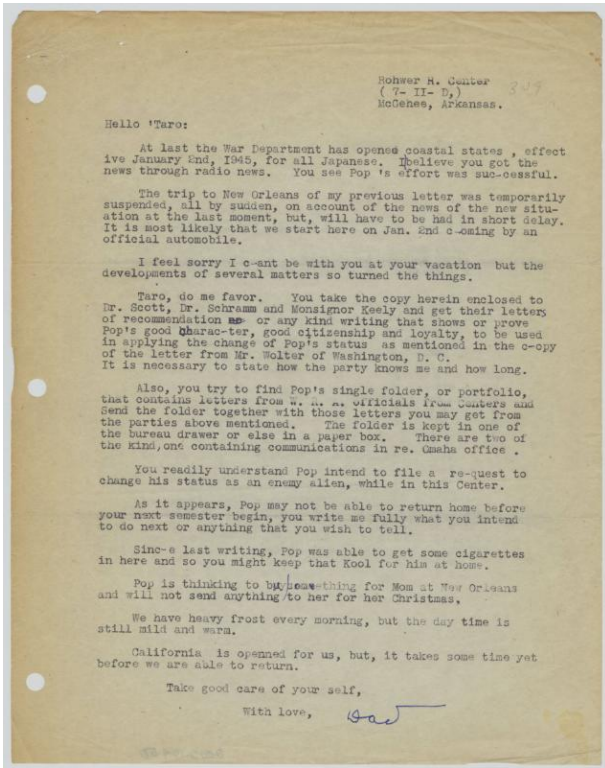 Rohwer R. Center
( 7- II- D,)
McGehee, Arkansas.
349
Hello 'Taro:
At last the War Department has opened coastal states , effect
ive January 2nd, 1945, for all Japanese. Ibelieve you got the
news through radio news. You see Pop 's effort was suc-cessful.
The trip to New Orleans of my previous letter was temporarily
suspended, all by sudden, on account of the news of the new situ-
ation at the last moment, but, will have to be had in short delay.
It is most likely that we start here on Jan. 2nd c-oming by an
official automobile.
I feel sorry I c-ant be with you at your vacation but the
developments of several matters so turned the things.
Taro, do me favor. You take the copy herein enclosed to
Dr. Scott, Dr. Schramm and Monsignor Keely and get their letters
of recommendation or any kind writing that shows or prove
Pop's good charac-ter, good citizenship and loyalty, to be used
in applying the change of Pop's status as mentioned in the c-opy
of the letter from Mr. Wolter of Washington, D. C.
It is necessary to state how the party knows me and how long.
Also, you try to find Pop's single folder, or portfolio,
that contains letters from W. R. A. officials from Centers and
Send the folder together with those letters you may get from
the parties above mentioned. The folder is kept in one of
the bureau drawer or else in a paper box. There are two of
the kind,one containing communications in re. Omaha office .
You readily understand Pop intend to file a re-quest to
change his status as an enemy alien, while in this Center.
As it appears, Pop may not be able to return home before
your next semester begin, you write me fully what you intend
to do next or anything that you wish to tell.
Sinc-e last writing, Pop was able to get some cigarettes
in here and so you might keep that Kool for him at home.
Pop is thinking to buy/something for Mom at New Orleans
and will not send anything/to her for her Christmas.
We have heavy frost every morning, but the day time is
still mild and warm.
California is openned for us, but, it takes some time yet
before we are able to return.
Take good care of your self,
With love, Dad